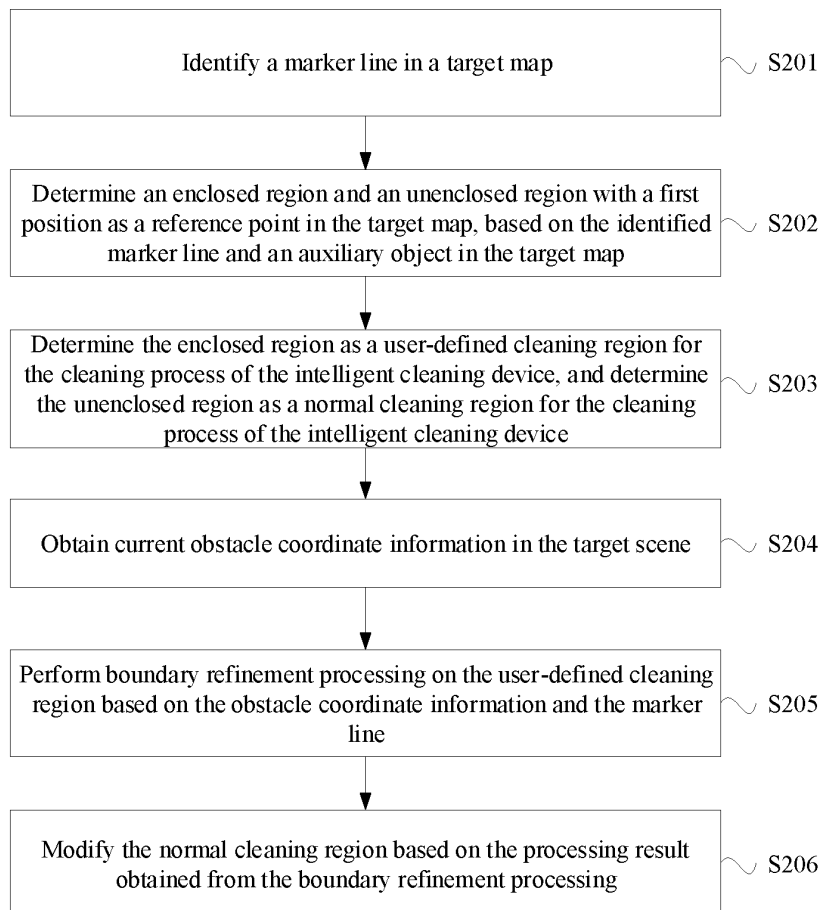 Identify a marker line in a target map
S201
Determine an enclosed region and an unenclosed region with a first
position as a reference point in the target map, based on the identified
marker line and an auxiliary object in the target map
S202
Determine the enclosed region as a user-defined cleaning region for
the cleaning process of the intelligent cleaning device, and determine
the unenclosed region as a normal cleaning region for the cleaning
process of the intelligent cleaning device
S203
Obtain current obstacle coordinate information in the target scene
S204
Perform boundary refinement processing on the user-defined cleaning
region based on the obstacle coordinate information and the marker
line
S205
Modify the normal cleaning region based on the processing result
obtained from the boundary refinement processing
S206